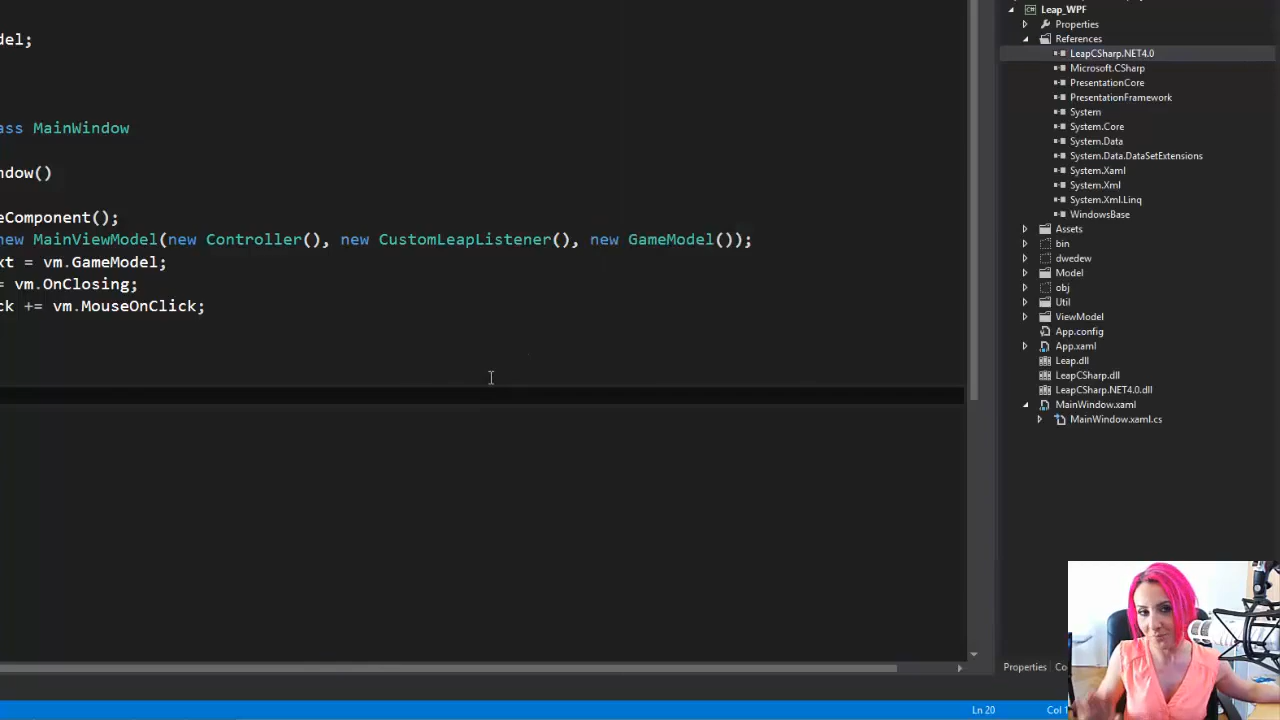 del;
ass MainWindow
ndow()
eComponent();
new MainViewModel(new Controller(), new CustomLeapListener(), new GameModel());
xt = vm.GameModel;
= vm.OnClosing;
ck += vm.MouseOnClick;
Leap_WPF
Properties
References
LeapCSharp.NET4.0
Microsoft.CSharp
PresentationCore
PresentationFramework
System
System.Core
System.Data
System.Data.DataSetExtensions
System.Xaml
System.Xml
System.Xml.Linq
WindowsBase
Assets
bin
dwedew
Model
obj
Util
ViewModel
App.config
App.xaml
Leap.dll
LeapCSharp.dll
LeapCSharp.NET4.0.dll
MainWindow.xaml
MainWindow.xaml.cs
Properties Co
Ln 20 Col